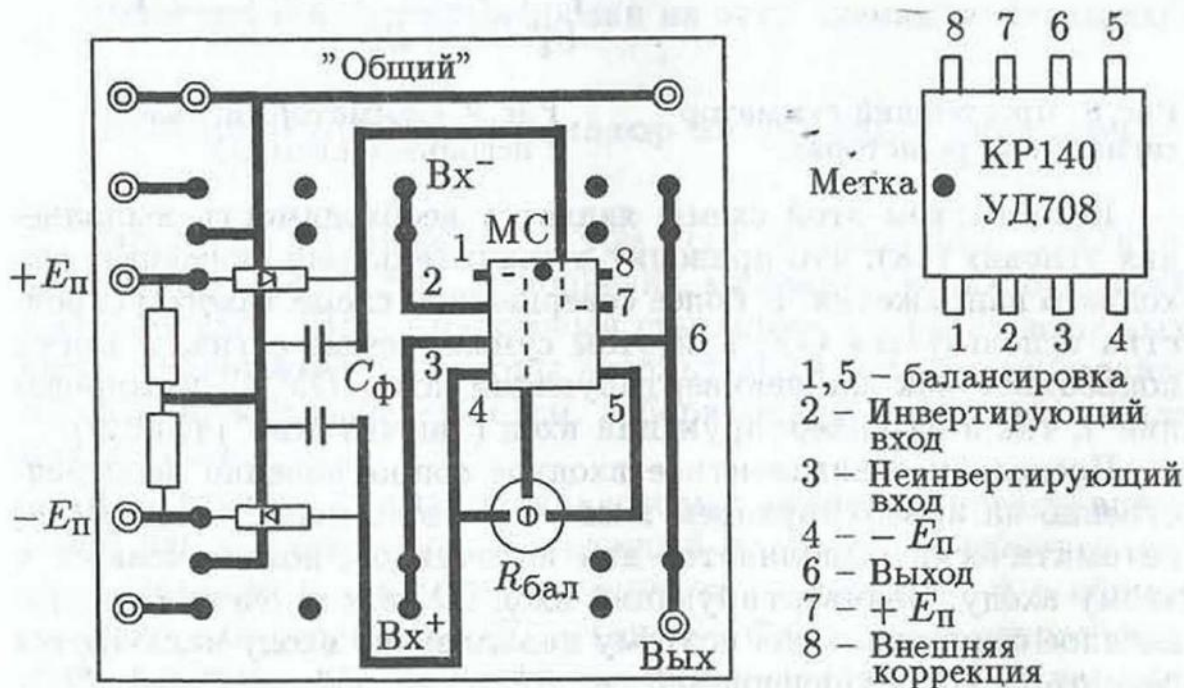 "Общий"
8 7 6 5
КР140
УД708
Метка
1 2 3 4
Вх⁻
МС
1
8
+Eп
2
7
3
6
Cф
4
5
−Eп
Ф
Rбал
Вх⁺
Вых
1, 5 – балансировка
2 – Инвертирующий
вход
3 – Неинвертирующий
вход
4 – − Eп
6 – Выход
7 – + Eп
8 – Внешняя
коррекция